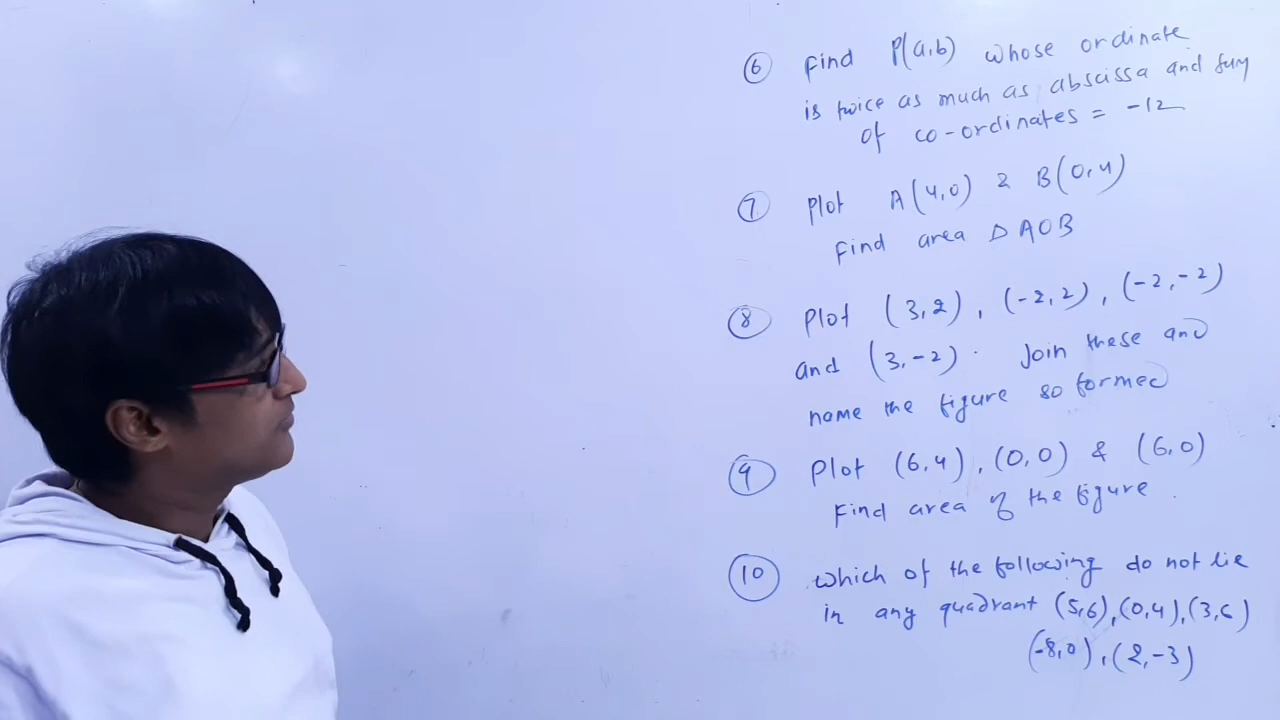 ⑥ Find P(a,b) whose ordinate
is twice as much as abscissa and sum
of co-ordinates = -12
⑦ Plot A(4,0) & B(0,4)
Find area Δ AOB
⑧ Plot (3,2), (-2,2), (-2,-2)
and (3,-2). Join these and
name the figure so formed
⑨ Plot (6,4), (0,0) & (6,0)
Find area of the figure.
⑩ which of the following do not lie
in any quadrant (5,6), (0,4), (3,6)
(-8,0), (2,-3)